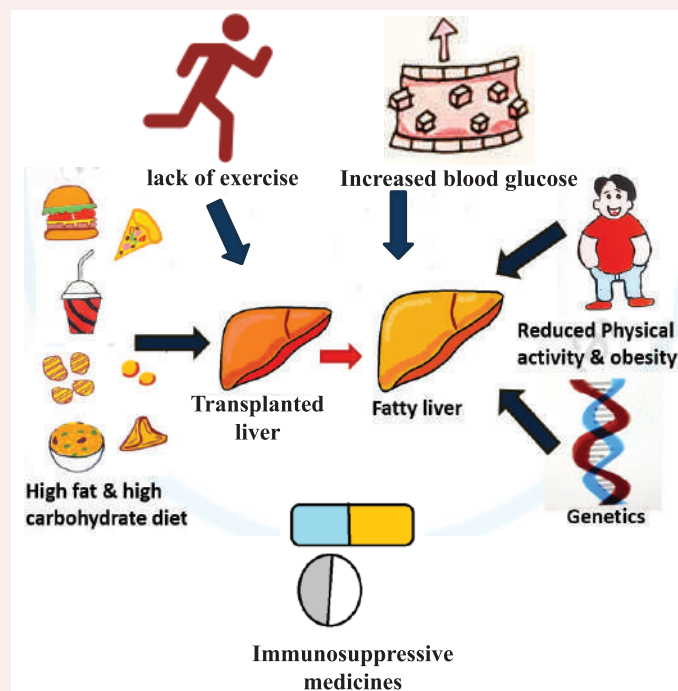 lack of exercise
Increased blood glucose
Reduced Physical
activity & obesity
Transplanted
liver
Fatty liver
High fat & high
carbohydrate diet
Genetics
Immunosuppressive
medicines